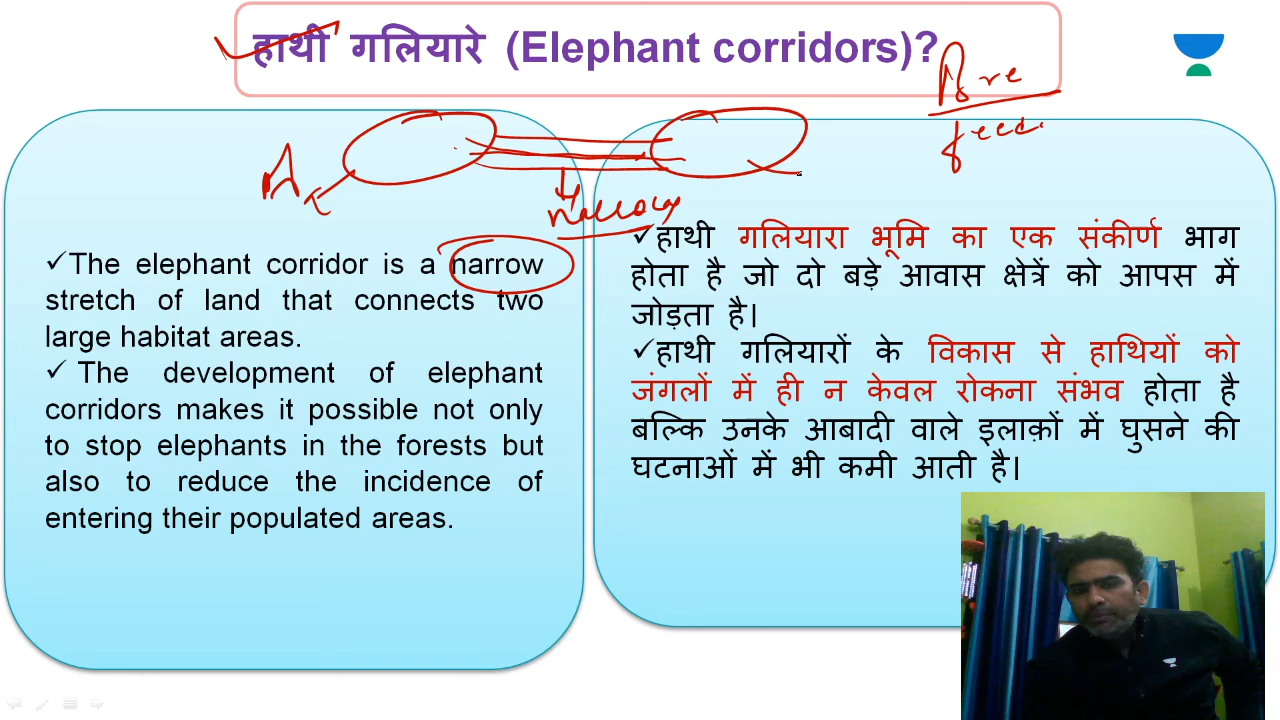 हाथी गलियारे (Elephant corridors)?
Bre
feed
A
narrow
✓The elephant corridor is a narrow
stretch of land that connects two
large habitat areas.
✓ The development of elephant
corridors makes it possible not only
to stop elephants in the forests but
also to reduce the incidence of
entering their populated areas.
✓हाथी गलियारा भूमि का एक संकीर्ण भाग
होता है जो दो बड़े आवास क्षेत्रें को आपस में
जोड़ता है।
✓हाथी गलियारों के विकास से हाथियों को
जंगलों में ही न केवल रोकना संभव होता है
बल्कि उनके आबादी वाले इलाक़ों में घुसने की
घटनाओं में भी कमी आती है।